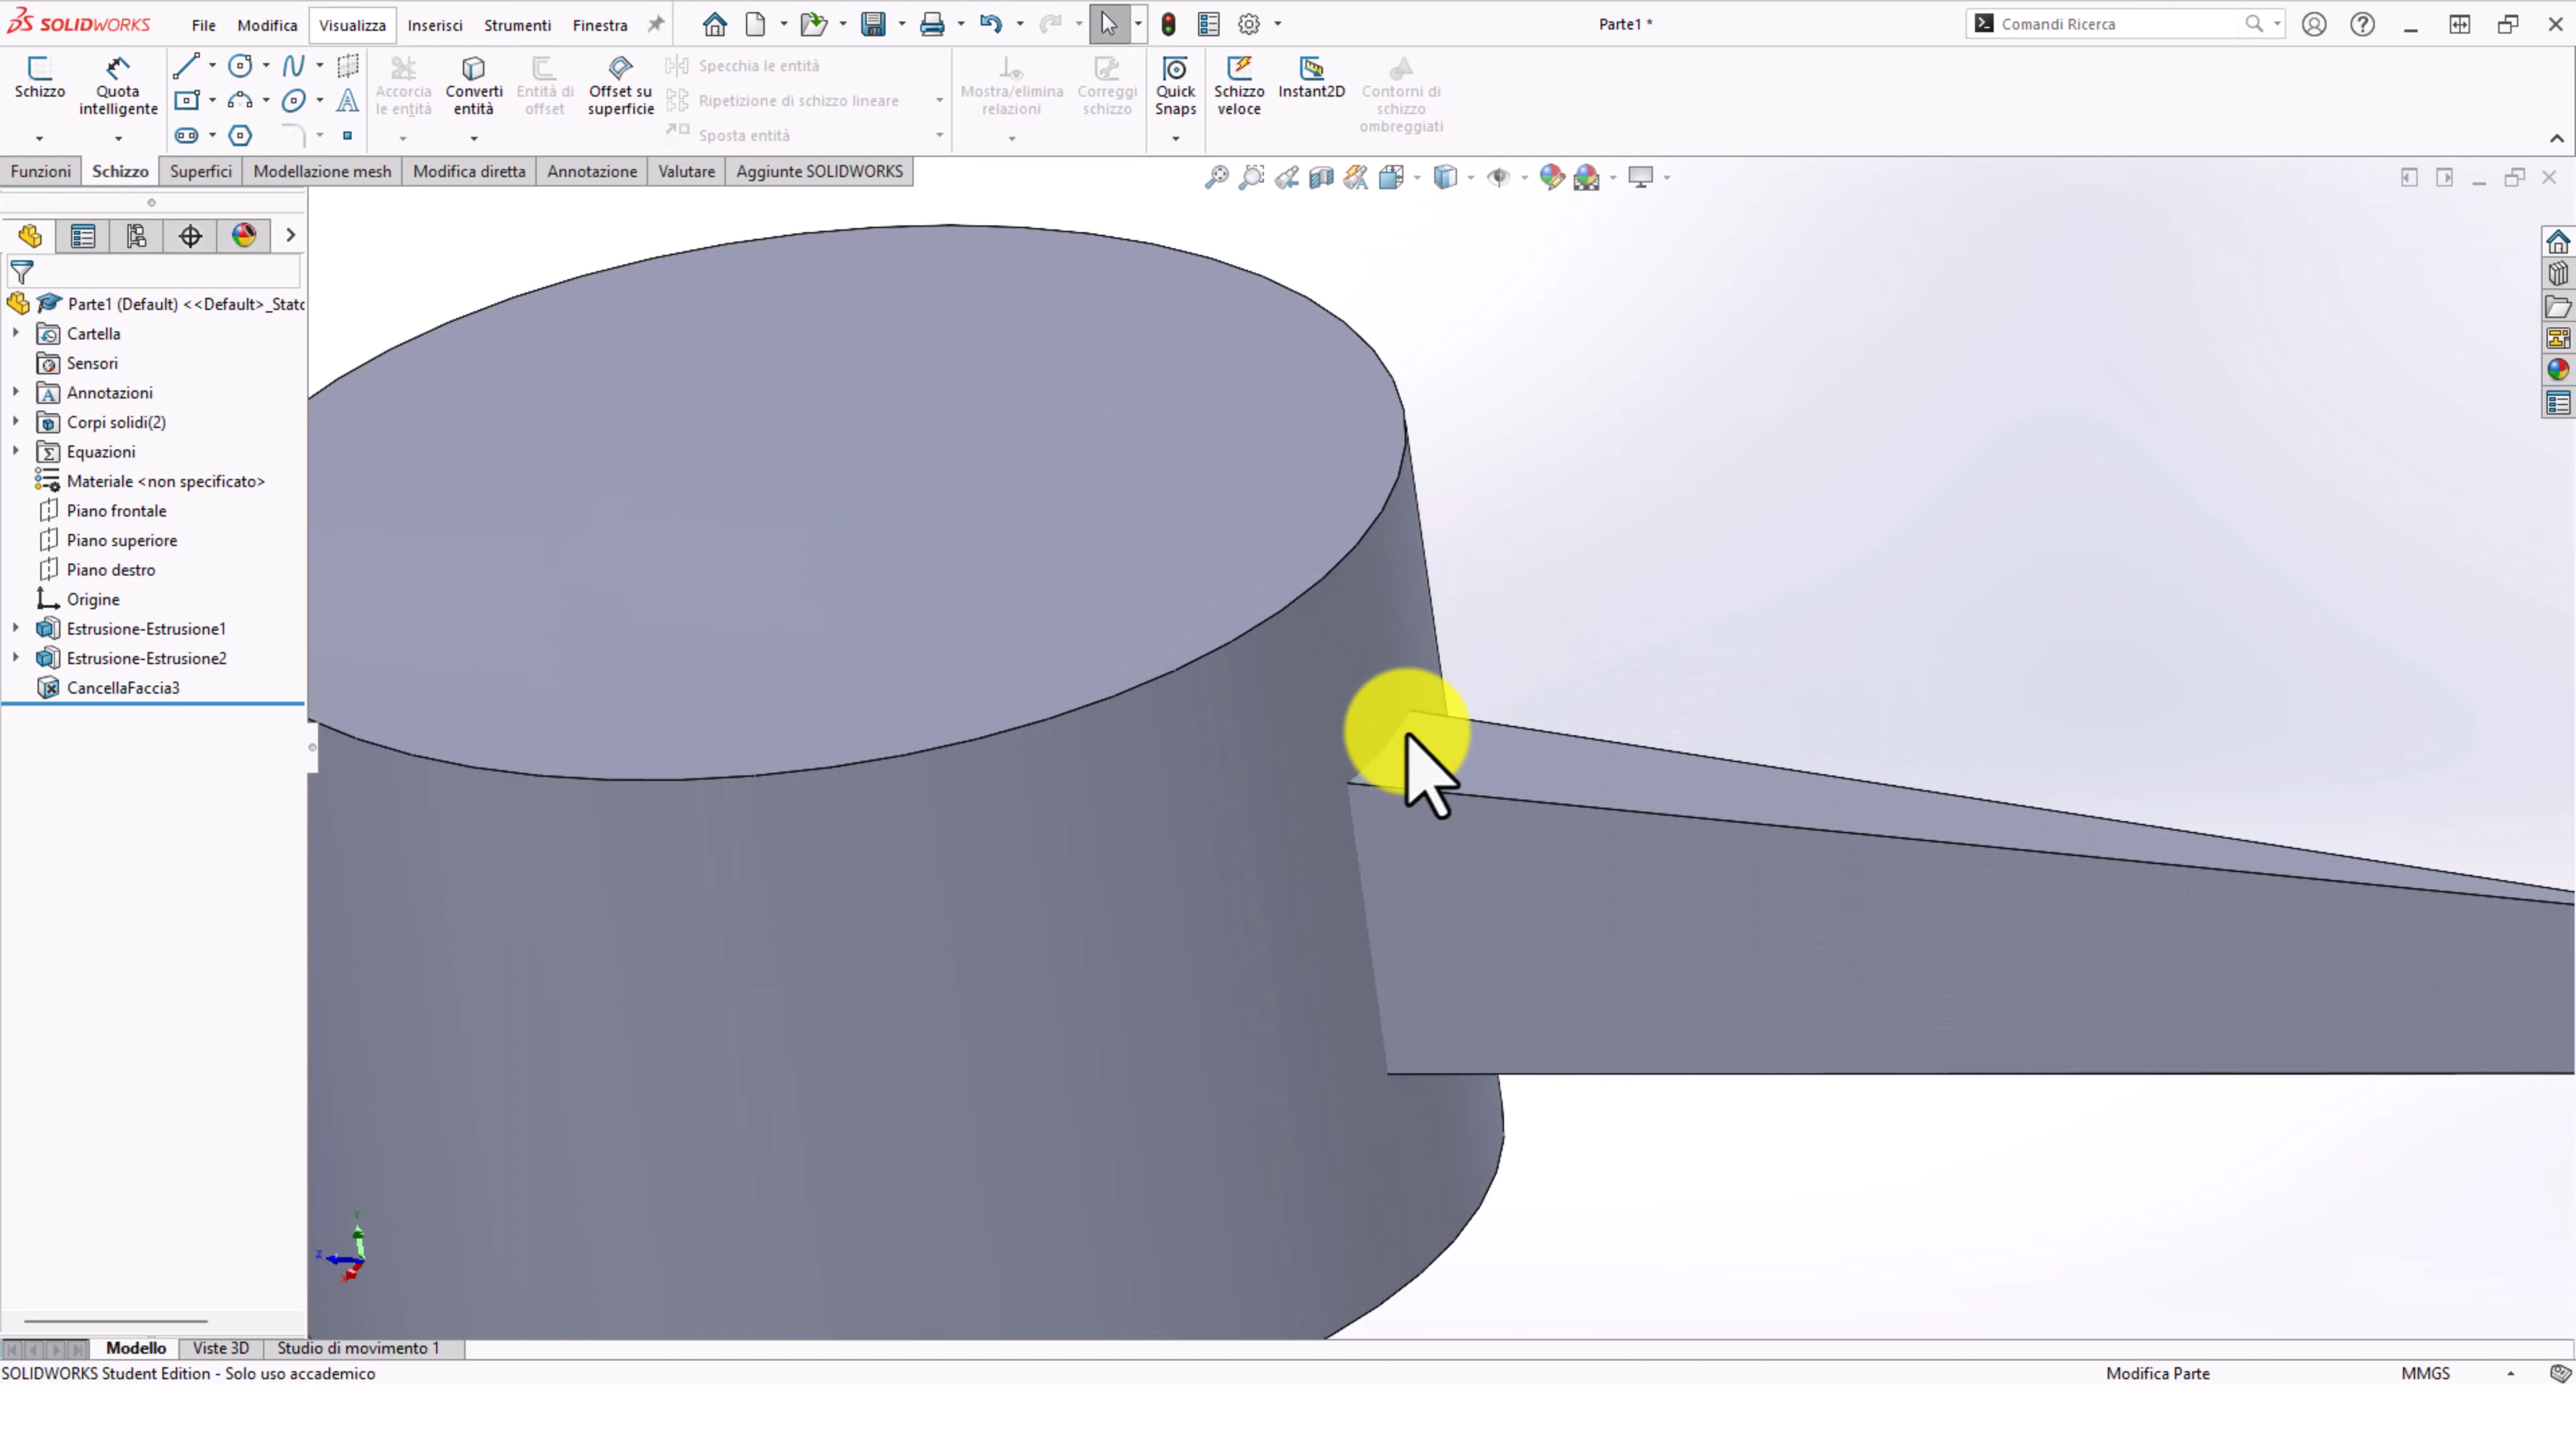 SOLIDWORKS File Modifica Visualizza Inserisci Strumenti Finestra Parte1 * Comandi Ricerca
Schizzo
Quota intelligente
Accorcia le entità
Converti entità
Entità di offset
Offset su superficie
Specchia le entità
Ripetizione di schizzo lineare
Sposta entità
Mostra/elimina relazioni
Correggi schizzo
Quick Snaps
Schizzo veloce
Instant2D
Contorni di schizzo ombreggiati
Funzioni Schizzo Superfici Modellazione mesh Modifica diretta Annotazione Valutare Aggiunte SOLIDWORKS
Parte1 (Default) <<Default>_Stato
Cartella
Sensori
Annotazioni
Corpi solidi(2)
Equazioni
Materiale <non specificato>
Piano frontale
Piano superiore
Piano destro
Origine
Estrusione-Estrusione1
Estrusione-Estrusione2
CancellaFaccia3
Y
Z
X
Modello Viste 3D Studio di movimento 1
SOLIDWORKS Student Edition - Solo uso accademico Modifica Parte MMGS